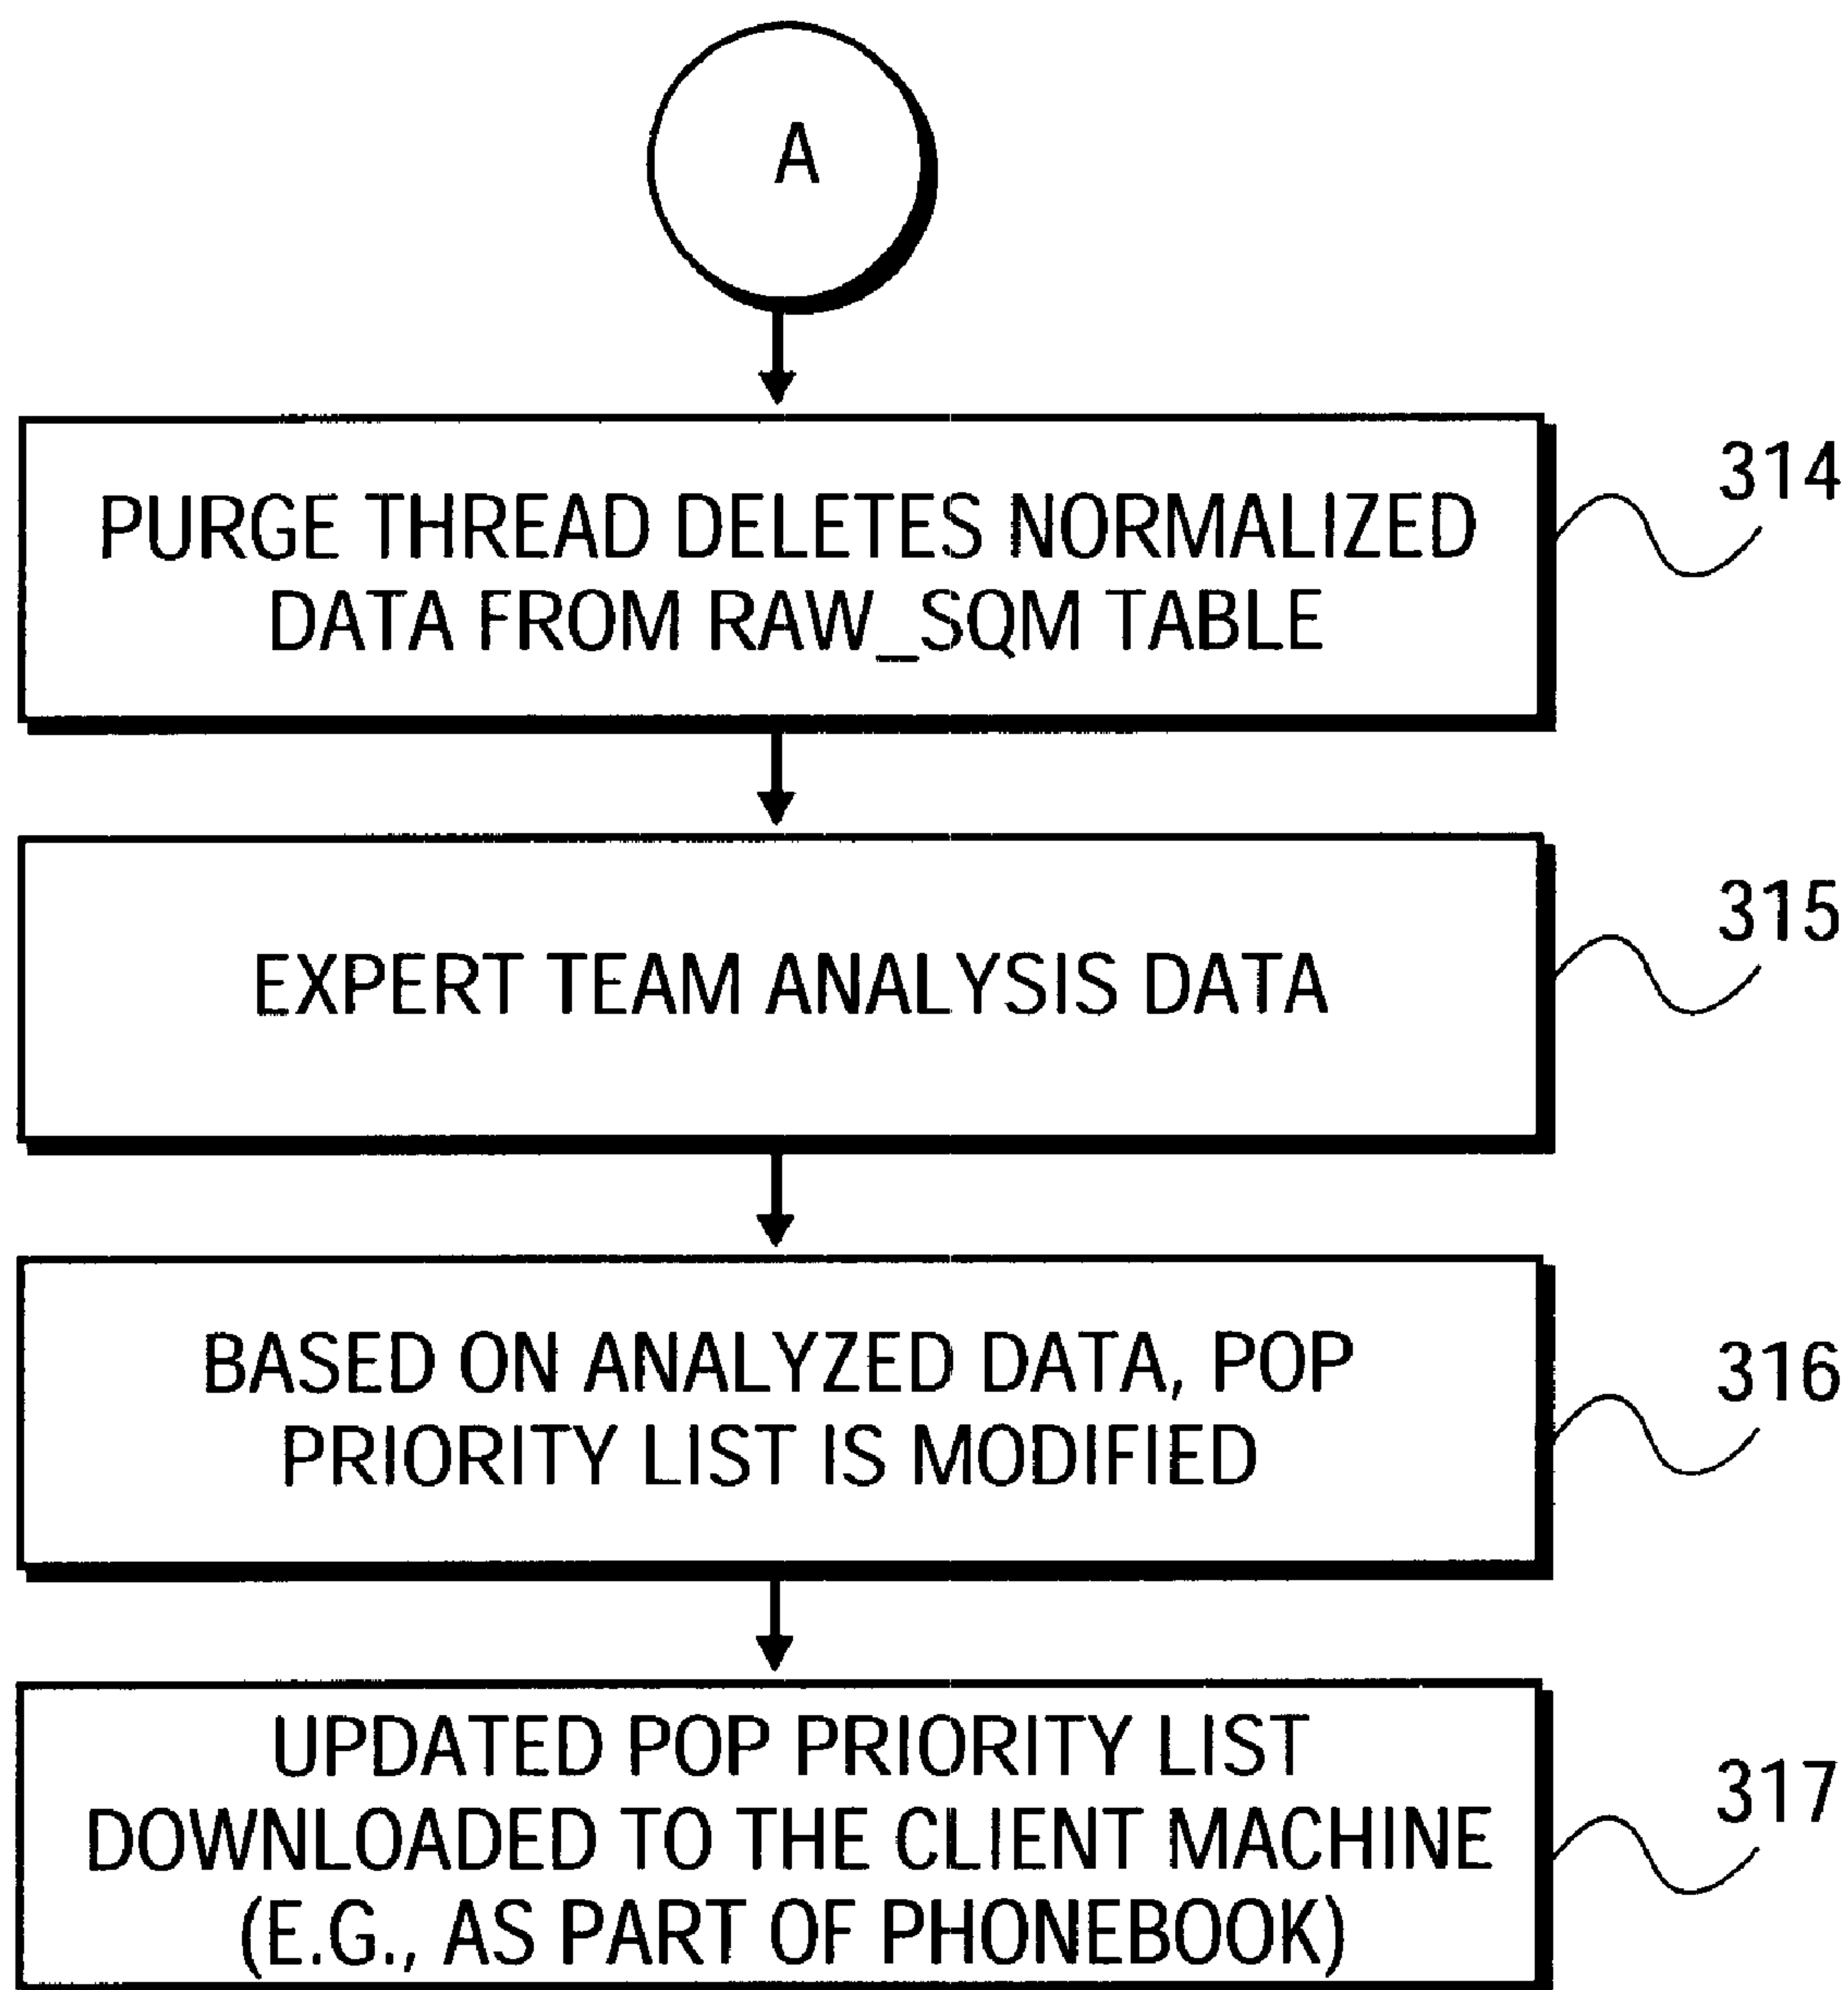 A
PURGE THREAD DELETES NORMALIZED
DATA FROM RAW_SQM TABLE
314
EXPERT TEAM ANALYSIS DATA
315
BASED ON ANALYZED DATA, POP
PRIORITY LIST IS MODIFIED
316
UPDATED POP PRIORITY LIST
DOWNLOADED TO THE CLIENT MACHINE
(E.G., AS PART OF PHONEBOOK)
317